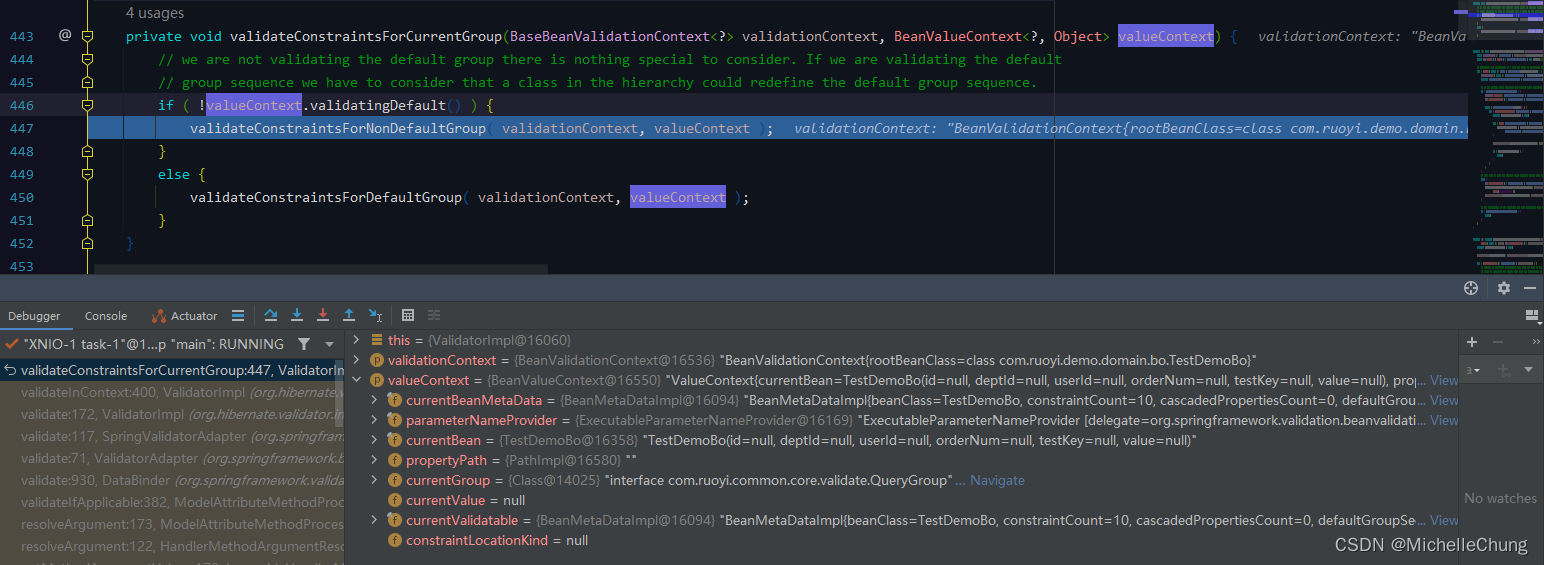 4 usages
443 @ private void validateConstraintsForCurrentGroup(BaseBeanValidationContext<?> validationContext, BeanValueContext<?, Object> valueContext) { validationContext: "BeanVa
444 // we are not validating the default group there is nothing special to consider. If we are validating the default
445 // group sequence we have to consider that a class in the hierarchy could redefine the default group sequence.
446 if ( !valueContext.validatingDefault() ) {
447 validateConstraintsForNonDefaultGroup( validationContext, valueContext ); validationContext: "BeanValidationContext{rootBeanClass=class com.ruoyi.demo.domain.
448 }
449 else {
450 validateConstraintsForDefaultGroup( validationContext, valueContext );
451 }
452 }
453
Debugger Console Actuator
"XNIO-1 task-1"@1...p "main": RUNNING
validateConstraintsForCurrentGroup:447, ValidatorIm
validateInContext:400, ValidatorImpl (org.hibernate.
validate:172, ValidatorImpl (org.hibernate.validator.in
validate:117, SpringValidatorAdapter (org.springfram
validate:71, ValidatorAdapter (org.springframework.b
validate:930, DataBinder (org.springframework.valida
validateIfApplicable:382, ModelAttributeMethodProc
resolveArgument:173, ModelAttributeMethodProces
resolveArgument:122, HandlerMethodArgumentReso
this = {ValidatorImpl@16060}
validationContext = {BeanValidationContext@16536} "BeanValidationContext{rootBeanClass=class com.ruoyi.demo.domain.bo.TestDemoBo}"
valueContext = {BeanValueContext@16550} "ValueContext{currentBean=TestDemoBo(id=null, deptId=null, userId=null, orderNum=null, testKey=null, value=null), prop... View
currentBeanMetaData = {BeanMetaDataImpl@16094} "BeanMetaDataImpl{beanClass=TestDemoBo, constraintCount=10, cascadedPropertiesCount=0, defaultGrou... View
parameterNameProvider = {ExecutableParameterNameProvider@16169} "ExecutableParameterNameProvider [delegate=org.springframework.validation.beanvalidati... View
currentBean = {TestDemoBo@16358} "TestDemoBo(id=null, deptId=null, userId=null, orderNum=null, testKey=null, value=null)"
propertyPath = {PathImpl@16580} ""
currentGroup = {Class@14025} "interface com.ruoyi.common.core.validate.QueryGroup"... Navigate
currentValue = null
currentValidatable = {BeanMetaDataImpl@16094} "BeanMetaDataImpl{beanClass=TestDemoBo, constraintCount=10, cascadedPropertiesCount=0, defaultGroupSe... View
constraintLocationKind = null
No watches
CSDN @MichelleChung